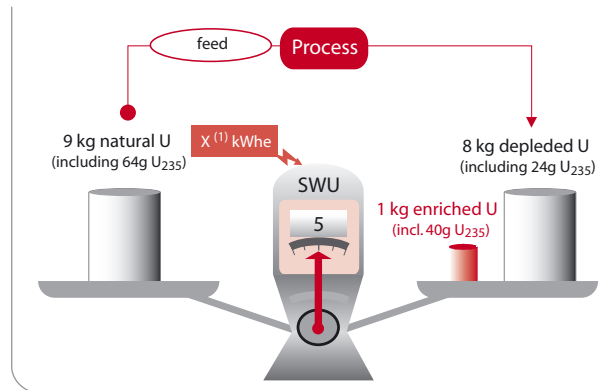 feed
Process
9 kg natural U
(including 64g U235)
X (1) kWhe
8 kg depleded U
(including 24g U235)
SWU
5
1 kg enriched U
(incl. 40g U235)